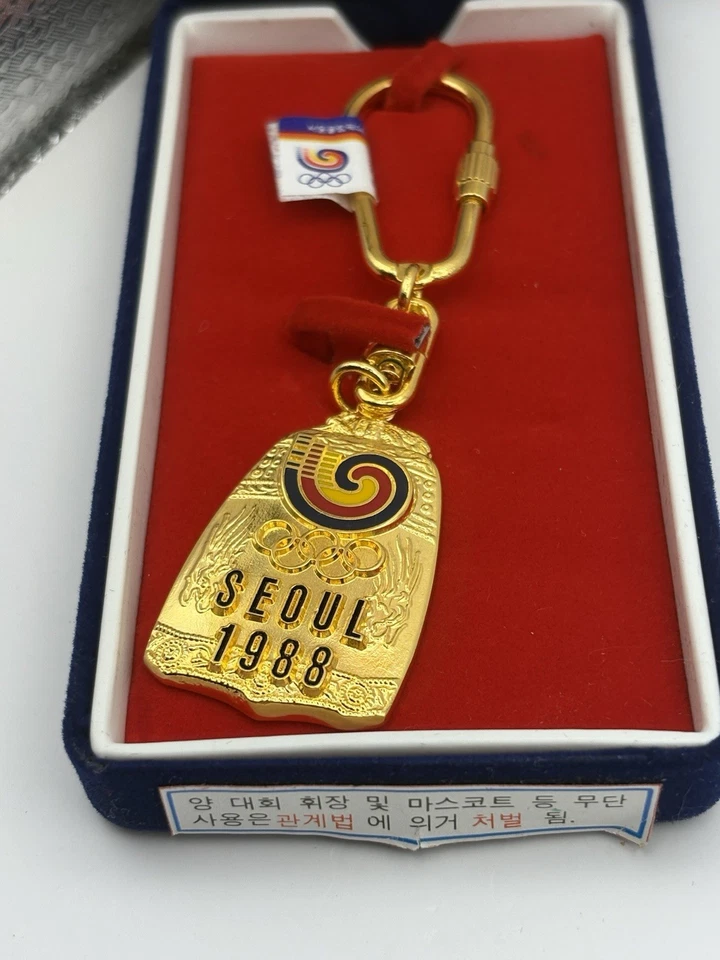 SEOUL
1988
양 대회 휘장 및 마스코트 등 무단
사용은 관계법 에 의거 처벌 됨.